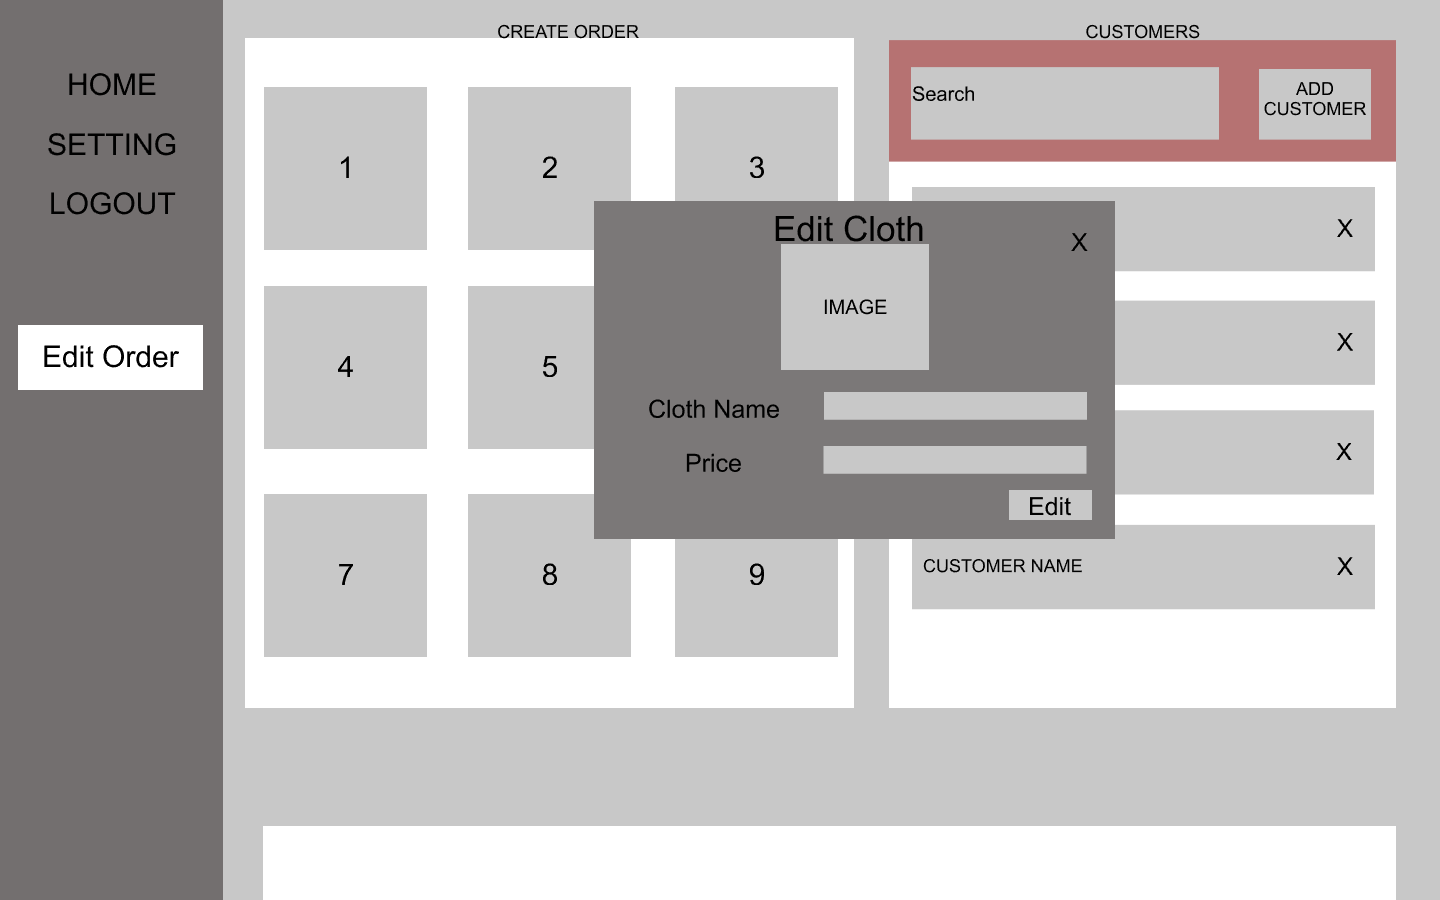 HOME
SETTING
LOGOUT
Edit Order
CREATE ORDER
1
2
3
4
5
7
8
9
CUSTOMERS
Search
ADD
CUSTOMER
X
X
X
CUSTOMER NAME
X
Edit Cloth
X
IMAGE
Cloth Name
Price
Edit